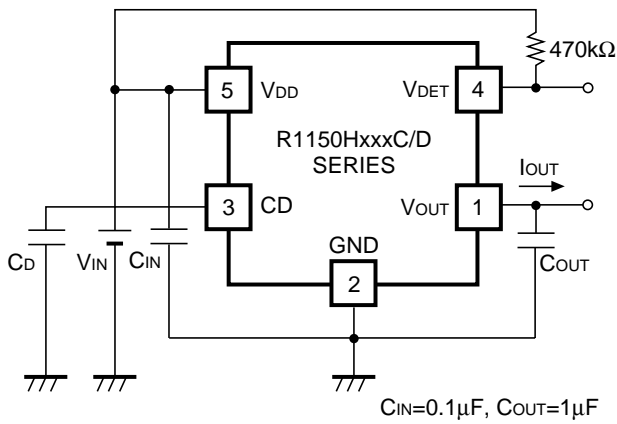 470kΩ
5
VDD
VDET
4
R1150HxxxC/D
SERIES
3
CD
VOUT
1
IOUT
GND
2
CD
VIN
CIN
COUT
CIN=0.1μF, COUT=1μF